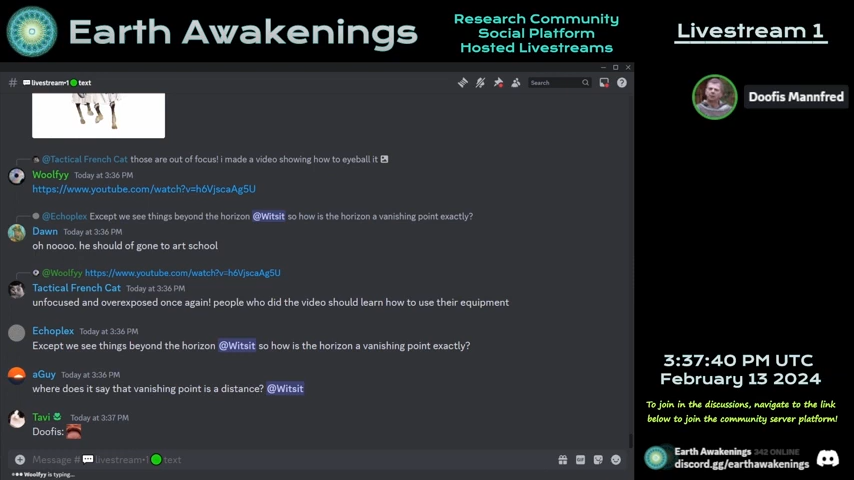 Earth Awakenings
Research Community
Social Platform
Hosted Livestreams
Livestream 1
# livestream-1 text
Search
Doofis Mannfred
@Tactical French Cat those are out of focus! i made a video showing how to eyeball it
Woolfyy Today at 3:36 PM
https://www.youtube.com/watch?v=h6VjscaAg5U
@Echoplex Except we see things beyond the horizon @Witsit so how is the horizon a vanishing point exactly?
Dawn Today at 3:36 PM
oh noooo. he should of gone to art school
@Woolfyy https://www.youtube.com/watch?v=h6VjscaAg5U
Tactical French Cat Today at 3:36 PM
unfocused and overexposed once again! people who did the video should learn how to use their equipment
Echoplex Today at 3:36 PM
Except we see things beyond the horizon @Witsit so how is the horizon a vanishing point exactly?
aGuy Today at 3:36 PM
where does it say that vanishing point is a distance? @Witsit
Tavi Today at 3:37 PM
Doofis:
Message # livestream-1 text
Woolfyy is typing...
3:37:40 PM UTC
February 13 2024
To join in the discussions, navigate to the link
below to join the community server platform!
Earth Awakenings 342 ONLINE
discord.gg/earthawakenings